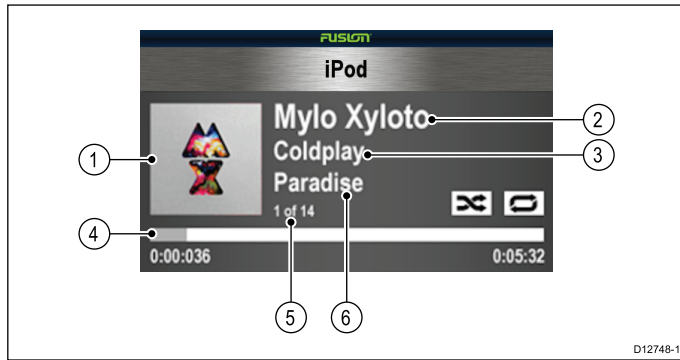 FUSION
iPod
Mylo Xyloto
2
Coldplay
3
1
Paradise
1 of 14
4
0:00:036
0:05:32
5
6
D12748-1